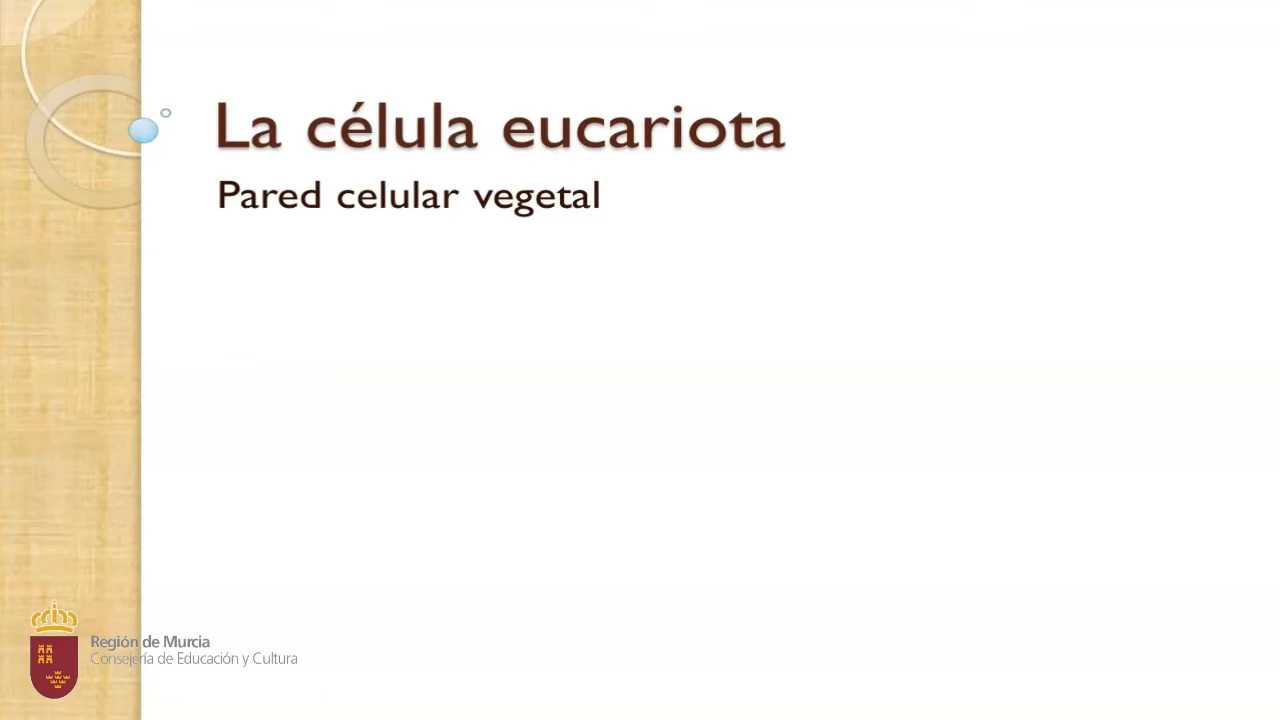 La célula eucariota
Pared celular vegetal
Región de Murcia
Consejería de Educación y Cultura